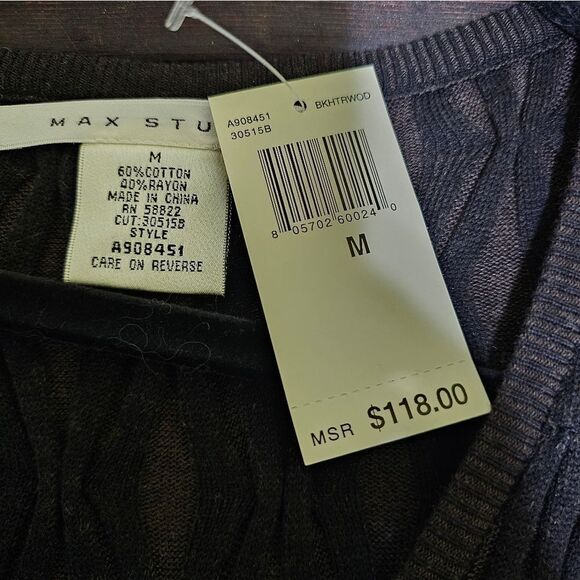 MAX STU
M
60%COTTON
40%RAYON
MADE IN CHINA
RN 58822
CUT:30515B
STYLE
A908451
CARE ON REVERSE
A908451 BKHTRWOD
30515B
8 05702 60024 0
M
MSR $118.00